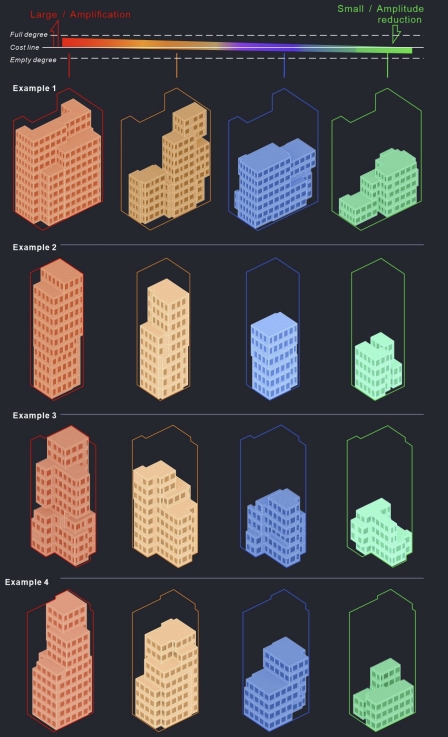 Large / Amplification
Small / Amplitude
reduction
Full degree
Cost line
Empty degree
Example 1
Example 2
Example 3
Example 4